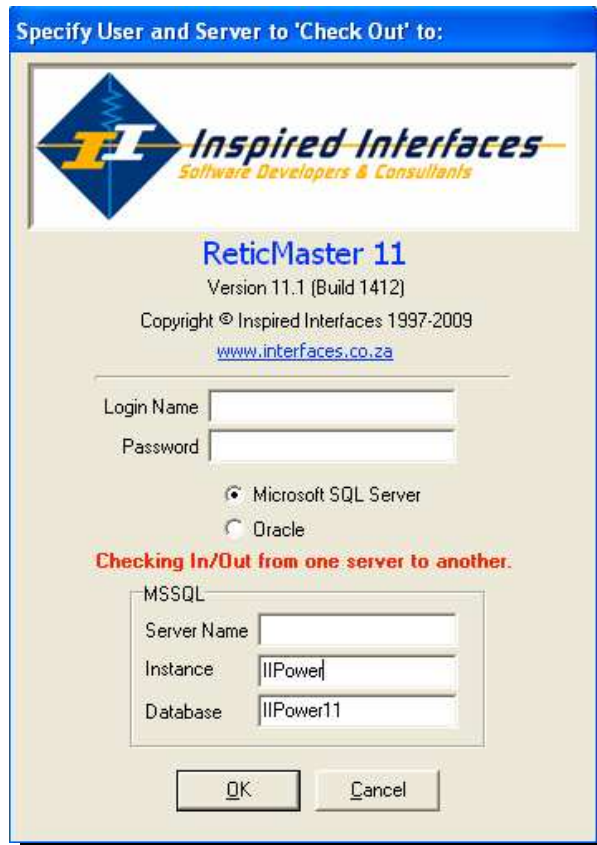 Specify User and Server to 'Check Out' to:
II Inspired Interfaces
Software Developers & Consultants
ReticMaster 11
Version 11.1 (Build 1412)
Copyright © Inspired Interfaces 1997-2009
www.interfaces.co.za
Login Name
Password
Microsoft SQL Server
Oracle
Checking In/Out from one server to another.
MSSQL
Server Name
Instance IIPower
Database IIPower11
OK Cancel